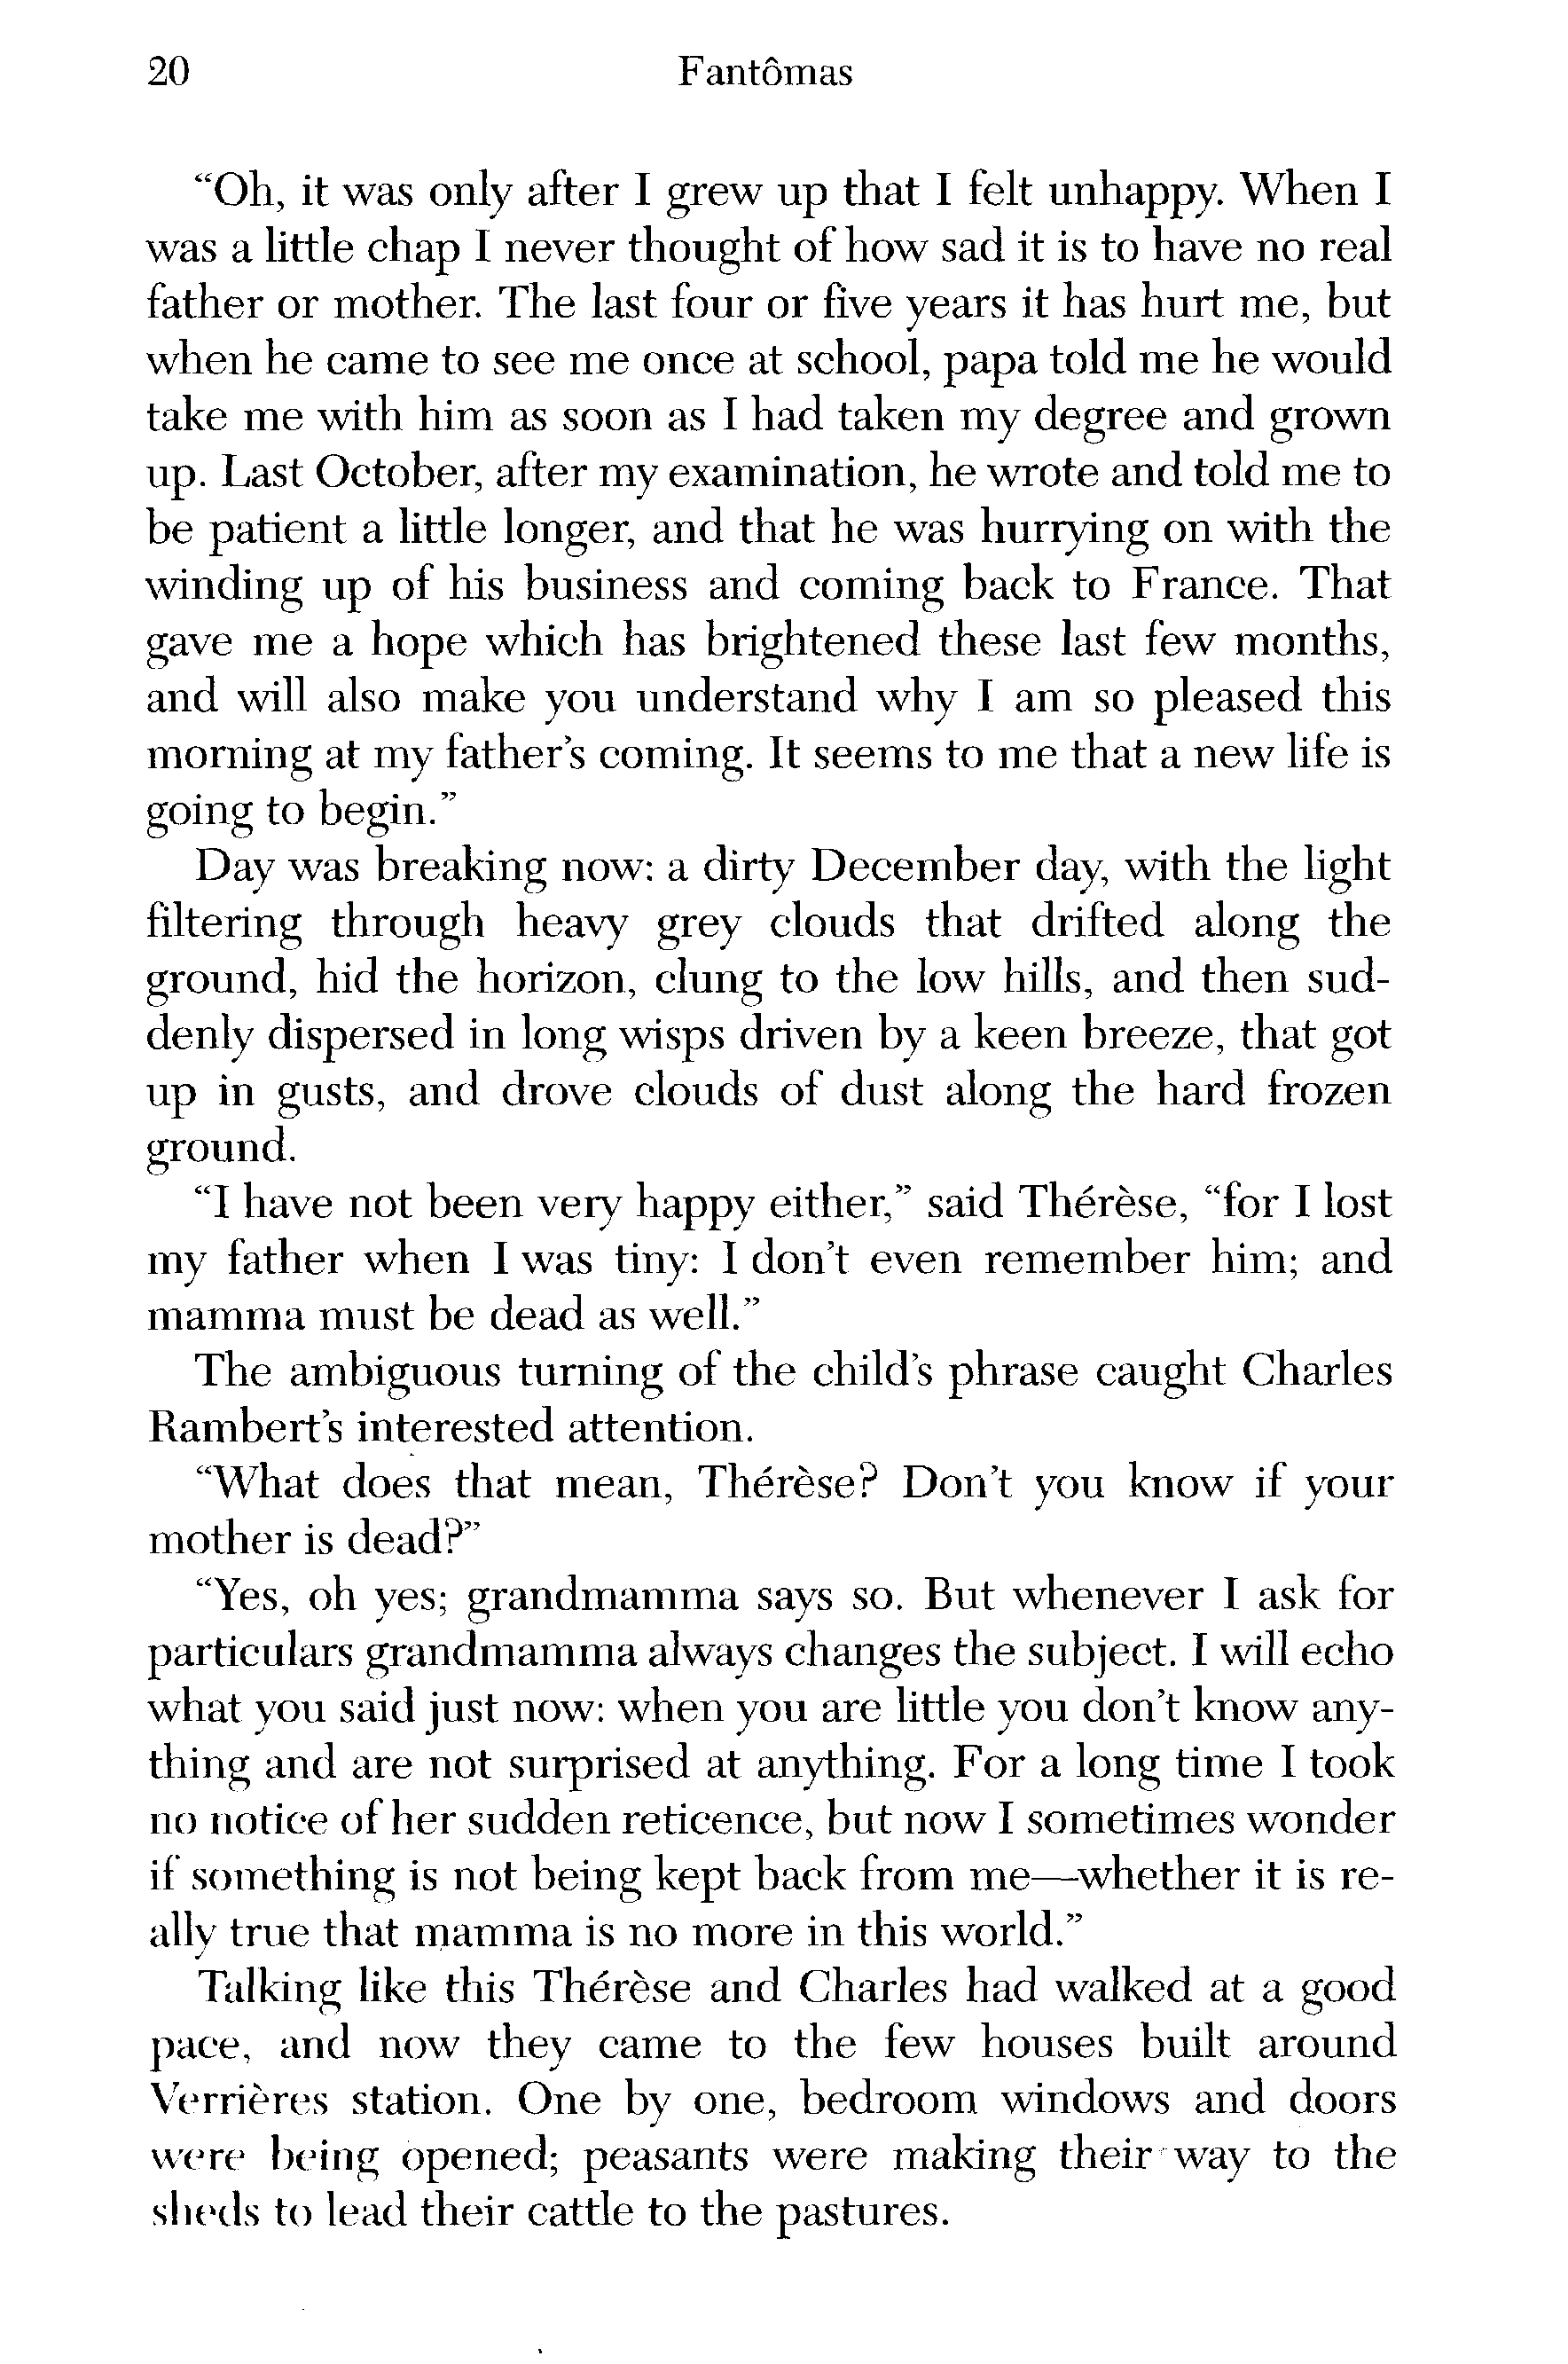 20 Fantômas
“Oh, it was only after I grew up that I felt unhappy. When I
was a little chap I never thought of how sad it is to have no real
father or mother. The last four or five years it has hurt me, but
when he came to see me once at school, papa told me he would
take me with him as soon as I had taken my degree and grown
up. Last October, after my examination, he wrote and told me to
be patient a little longer, and that he was hurrying on with the
winding up of his business and coming back to France. That
gave me a hope which has brightened these last few months,
and will also make you understand why I am so pleased this
morning at my father’s coming. It seems to me that a new life is
going to begin.”
Day was breaking now: a dirty December day, with the light
filtering through heavy grey clouds that drifted along the
ground, hid the horizon, clung to the low hills, and then sud-
denly dispersed in long wisps driven by a keen breeze, that got
up in gusts, and drove clouds of dust along the hard frozen
ground.
“I have not been very happy either,” said Thérèse, “for I lost
my father when I was tiny: I don’t even remember him; and
mamma must be dead as well.”
The ambiguous turning of the child’s phrase caught Charles
Rambert’s interested attention.
“What does that mean, Thérèse? Don’t you know if your
mother is dead?”
“Yes, oh yes; grandmamma says so. But whenever I ask for
particulars grandmamma always changes the subject. I will echo
what you said just now: when you are little you don’t know any-
thing and are not surprised at anything. For a long time I took
no notice of her sudden reticence, but now I sometimes wonder
if something is not being kept back from me—whether it is re-
ally true that mamma is no more in this world.”
Talking like this Thérèse and Charles had walked at a good
pace, and now they came to the few houses built around
Verrières station. One by one, bedroom windows and doors
were being opened; peasants were making their way to the
sheds to lead their cattle to the pastures.